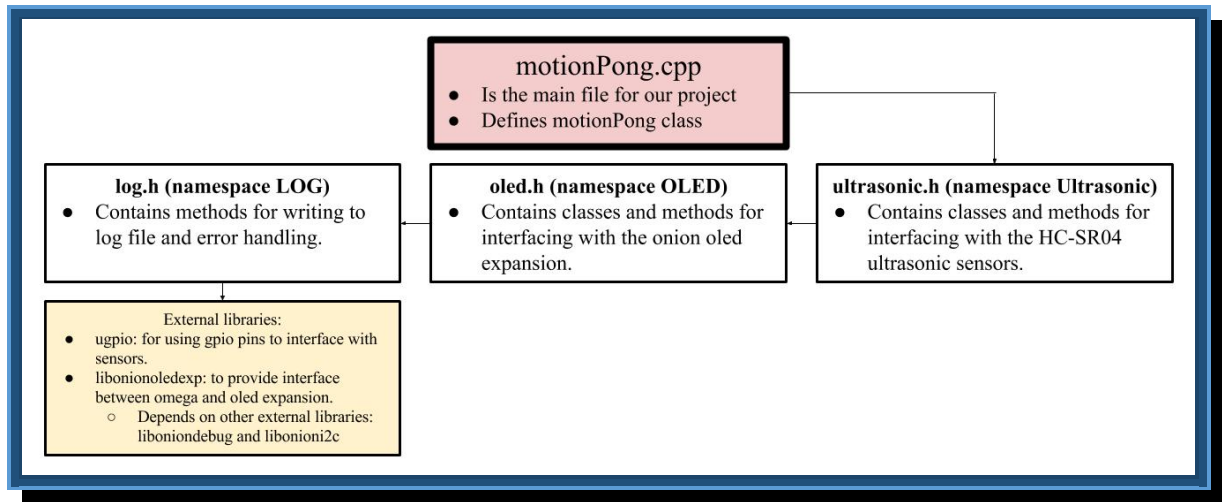 motionPong.cpp
● Is the main file for our project
● Defines motionPong class
log.h (namespace LOG)
● Contains methods for writing to
log file and error handling.
oled.h (namespace OLED)
● Contains classes and methods for
interfacing with the onion oled
expansion.
ultrasonic.h (namespace Ultrasonic)
● Contains classes and methods for
interfacing with the HC-SR04
ultrasonic sensors.
External libraries:
● ugpio: for using gpio pins to interface with
sensors.
● libonionoledexp: to provide interface
between omega and oled expansion.
○ Depends on other external libraries:
liboniondebug and libonioni2c